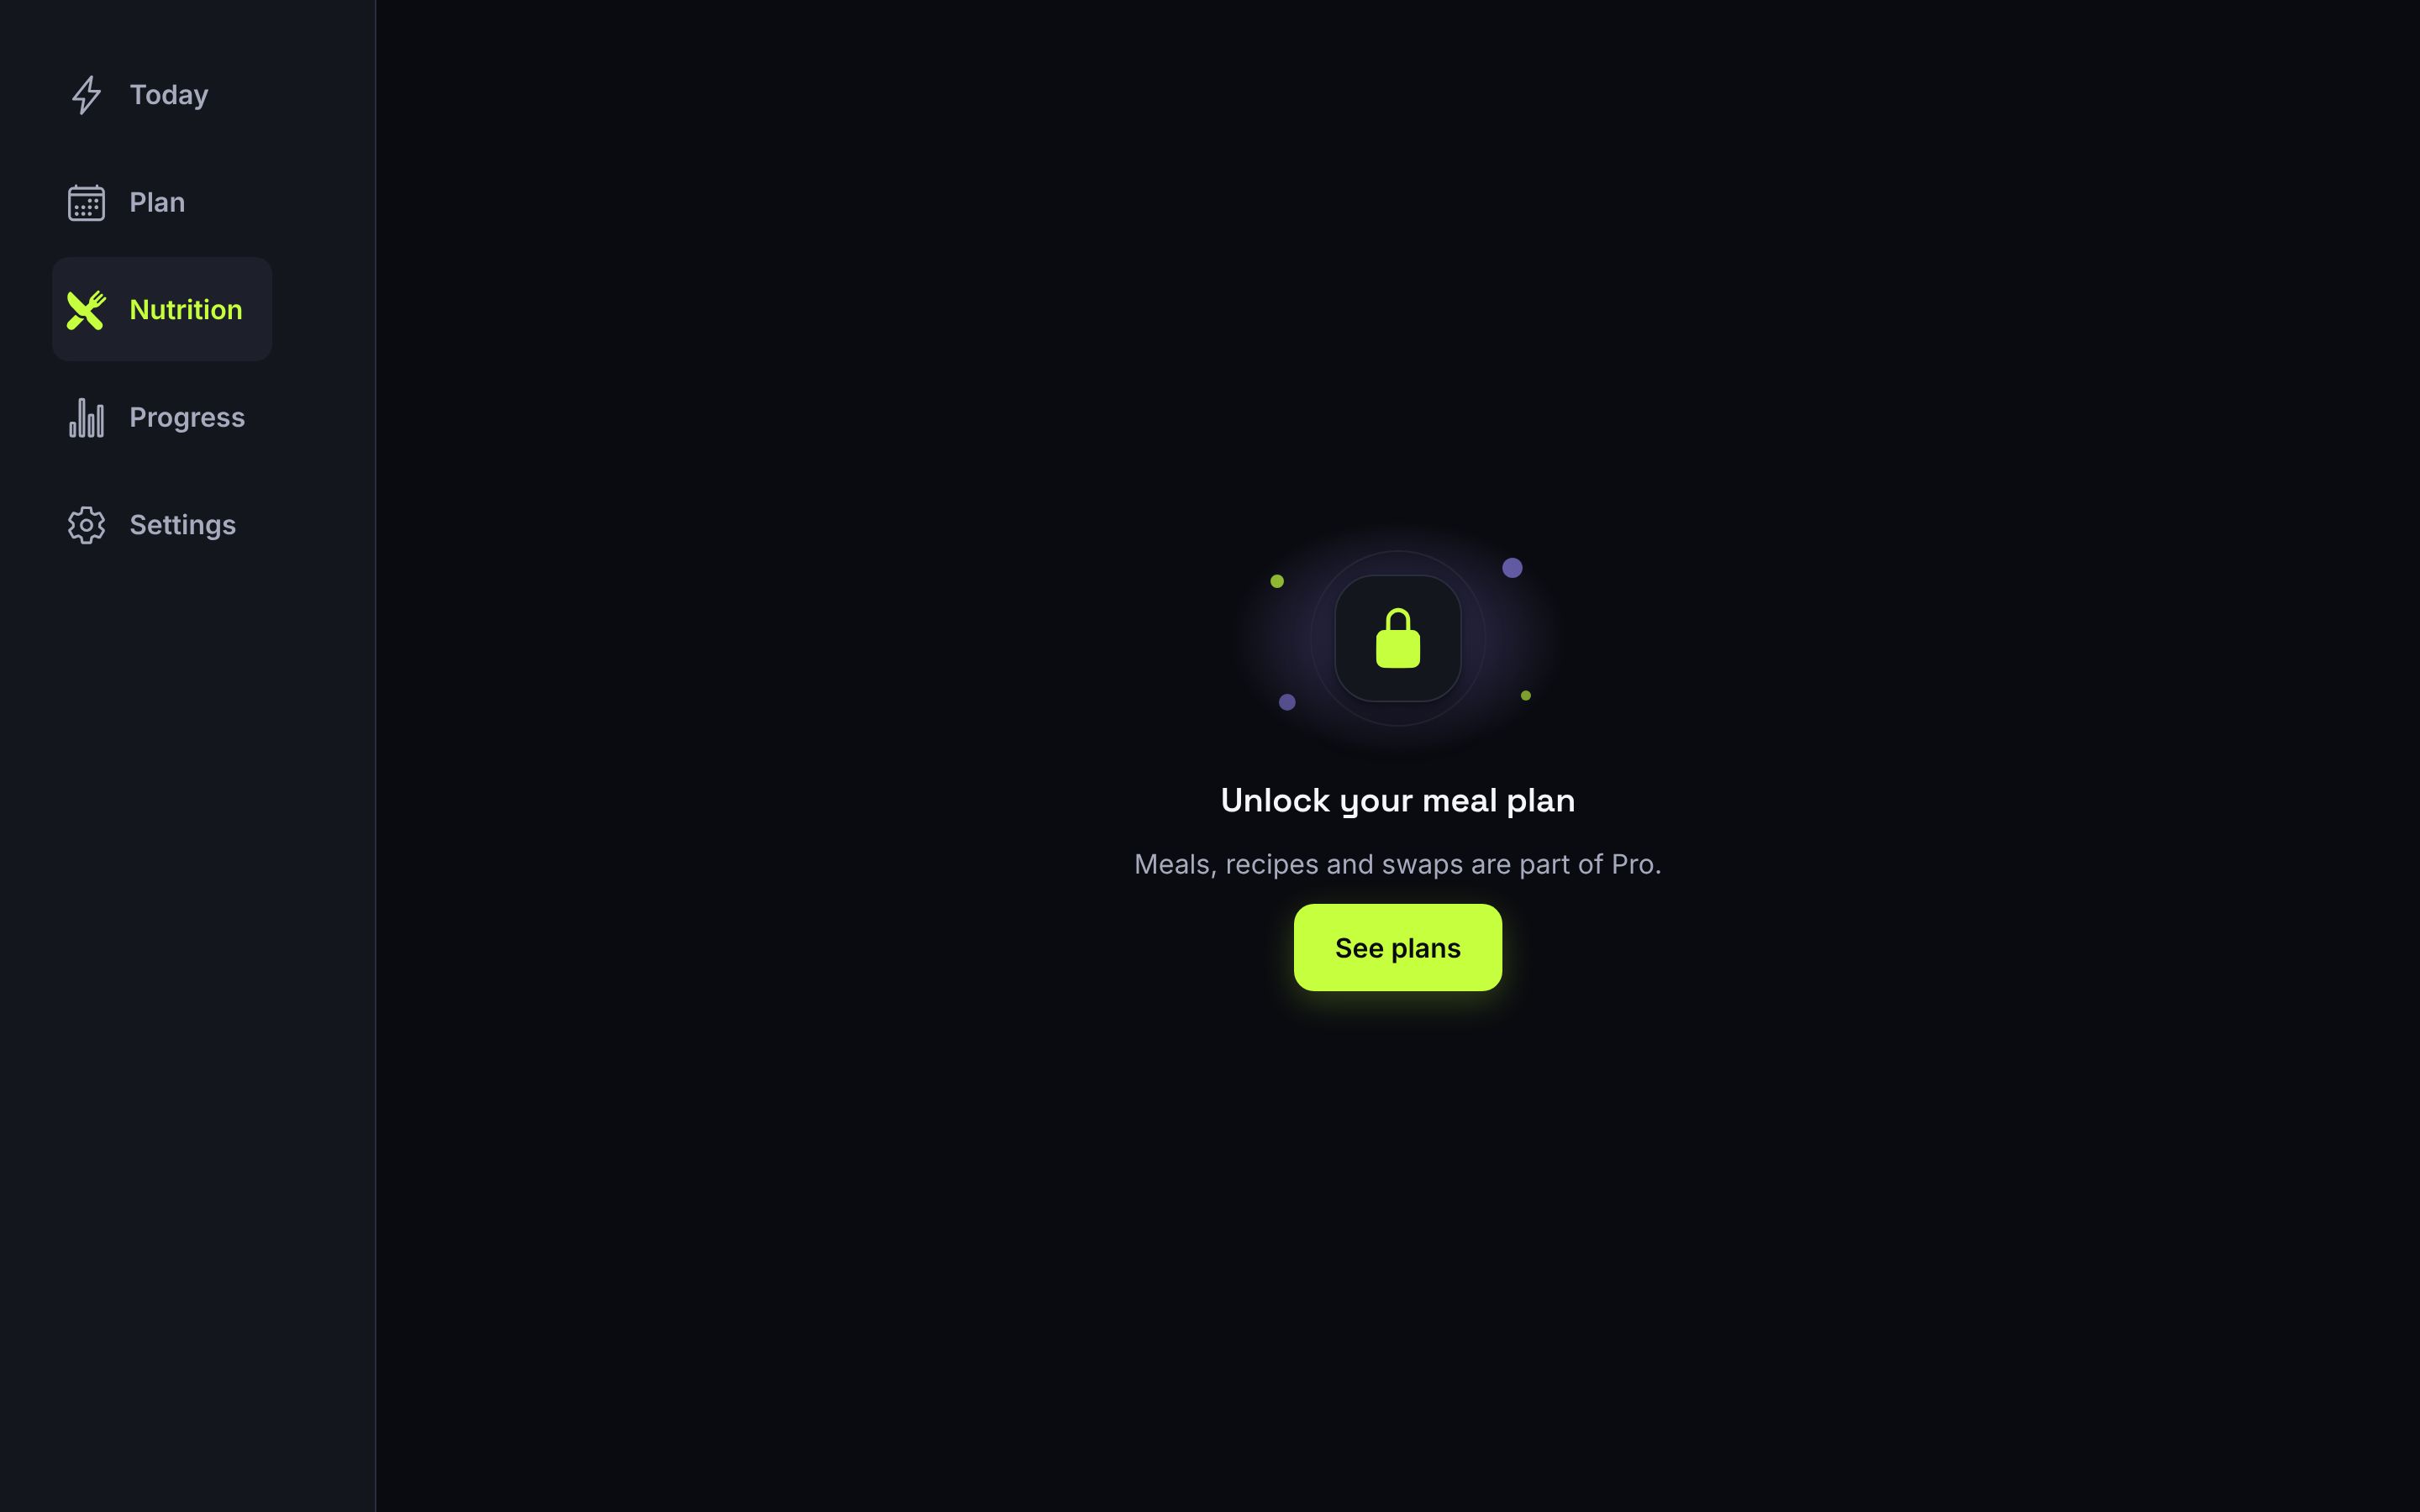 Today
Plan
Nutrition
Progress
Settings
Unlock your meal plan
Meals, recipes and swaps are part of Pro.
See plans